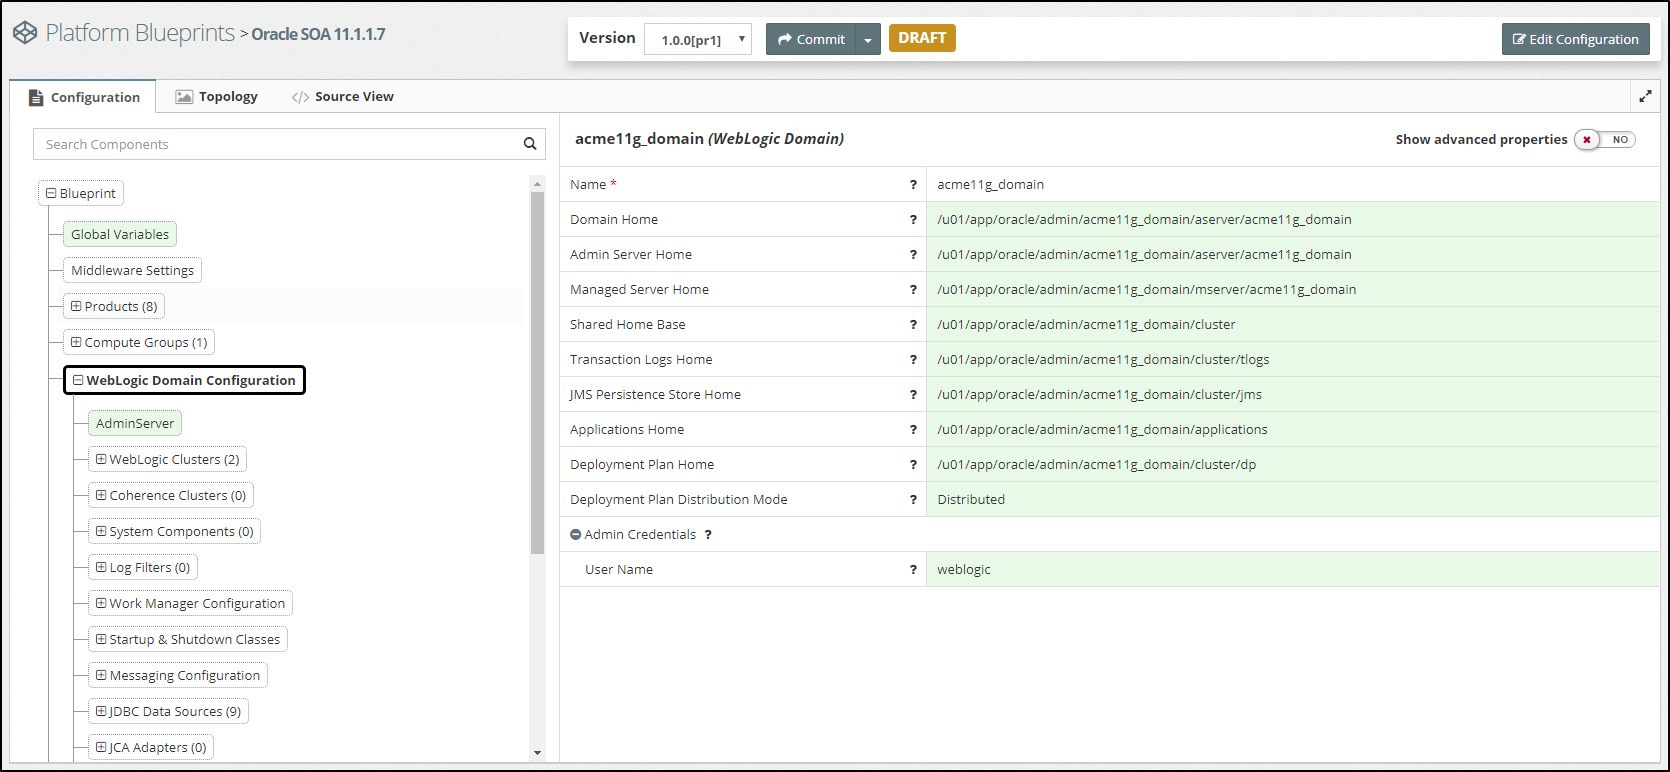 Platform Blueprints > Oracle SOA 11.1.1.7
Version 1.0.0[pr1] Commit DRAFT Edit Configuration
Configuration Topology Source View
Search Components
Blueprint
Global Variables
Middleware Settings
Products (8)
Compute Groups (1)
WebLogic Domain Configuration
AdminServer
WebLogic Clusters (2)
Coherence Clusters (0)
System Components (0)
Log Filters (0)
Work Manager Configuration
Startup & Shutdown Classes
Messaging Configuration
JDBC Data Sources (9)
JCA Adapters (0)
acme11g_domain (WebLogic Domain) Show advanced properties NO
Name * ? acme11g_domain
Domain Home ? /u01/app/oracle/admin/acme11g_domain/aserver/acme11g_domain
Admin Server Home ? /u01/app/oracle/admin/acme11g_domain/aserver/acme11g_domain
Managed Server Home ? /u01/app/oracle/admin/acme11g_domain/mserver/acme11g_domain
Shared Home Base ? /u01/app/oracle/admin/acme11g_domain/cluster
Transaction Logs Home ? /u01/app/oracle/admin/acme11g_domain/cluster/tlogs
JMS Persistence Store Home ? /u01/app/oracle/admin/acme11g_domain/cluster/jms
Applications Home ? /u01/app/oracle/admin/acme11g_domain/applications
Deployment Plan Home ? /u01/app/oracle/admin/acme11g_domain/cluster/dp
Deployment Plan Distribution Mode ? Distributed
Admin Credentials ?
User Name ? weblogic